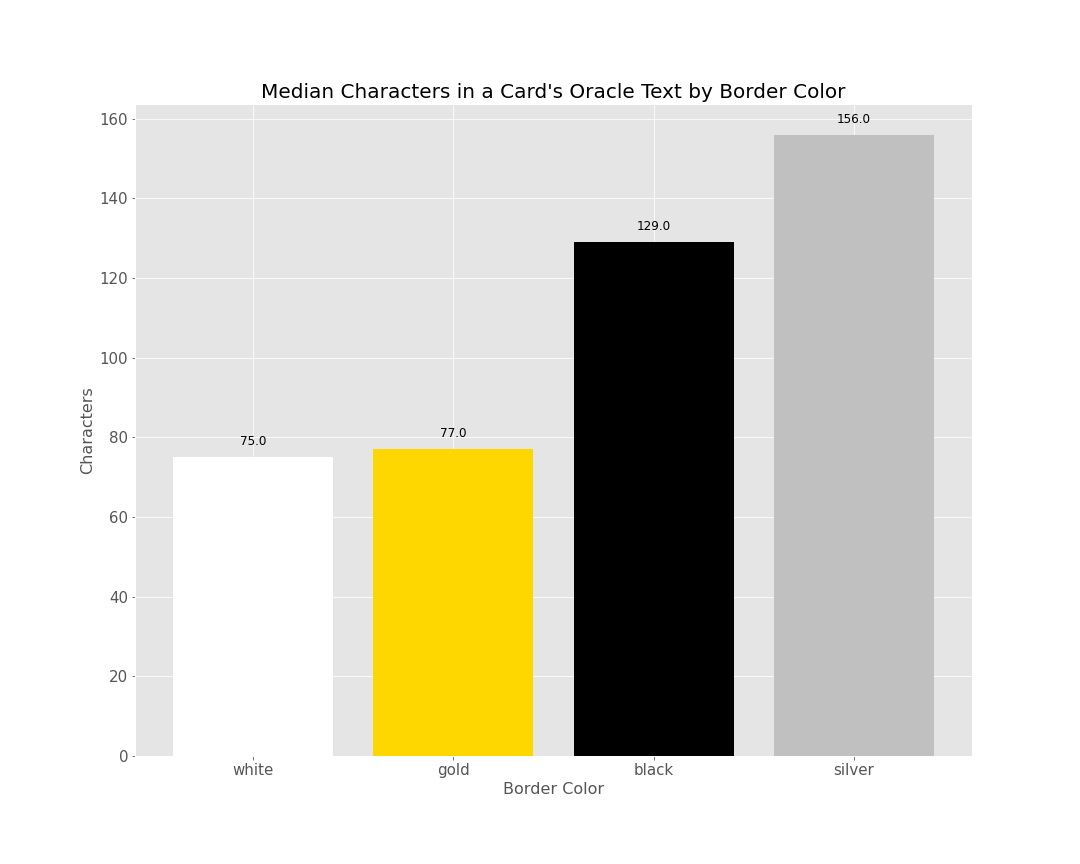 Median Characters in a Card's Oracle Text by Border Color
160
140
120
100
80
60
40
20
0
Characters
75.0
77.0
129.0
156.0
white
gold
black
silver
Border Color